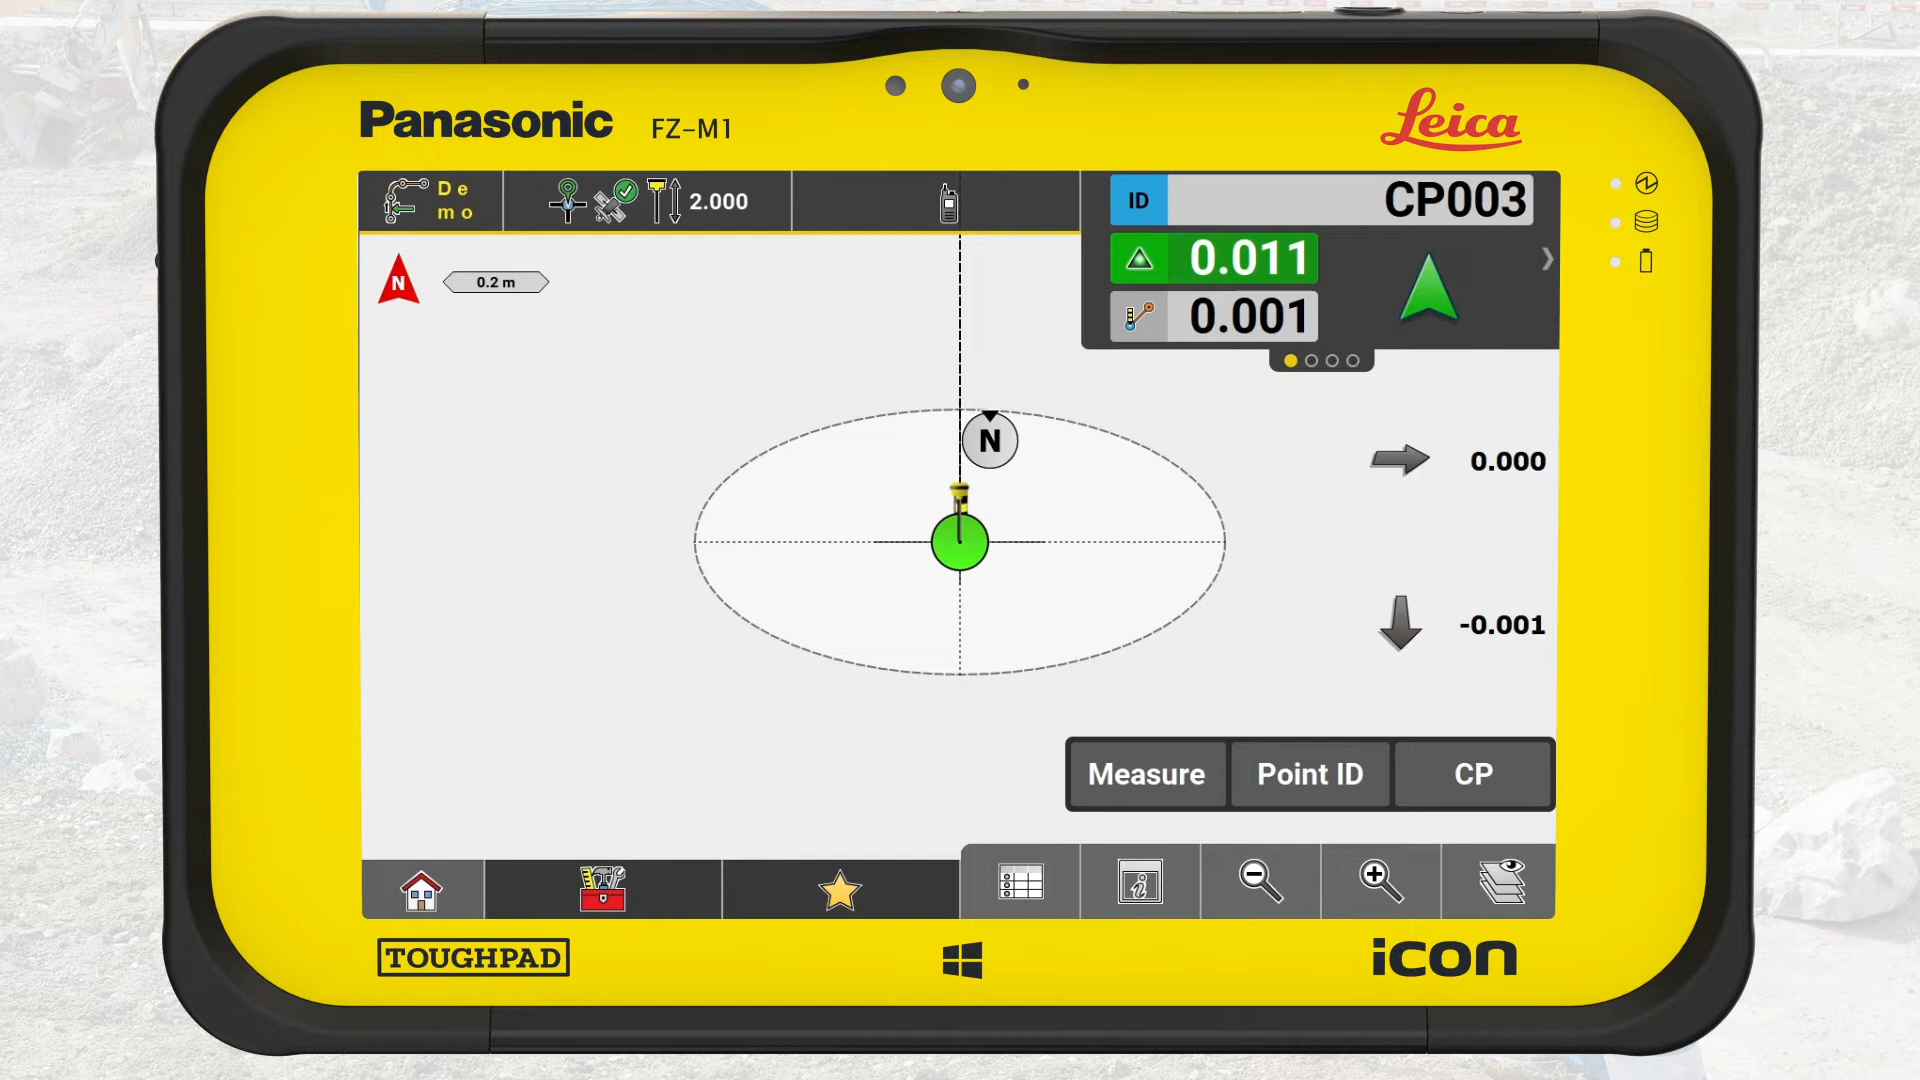 Panasonic FZ-M1
Leica
De
mo
2.000
ID CP003
0.011
0.001
N
0.2 m
N
0.000
-0.001
Measure Point ID CP
TOUGHPAD
icon